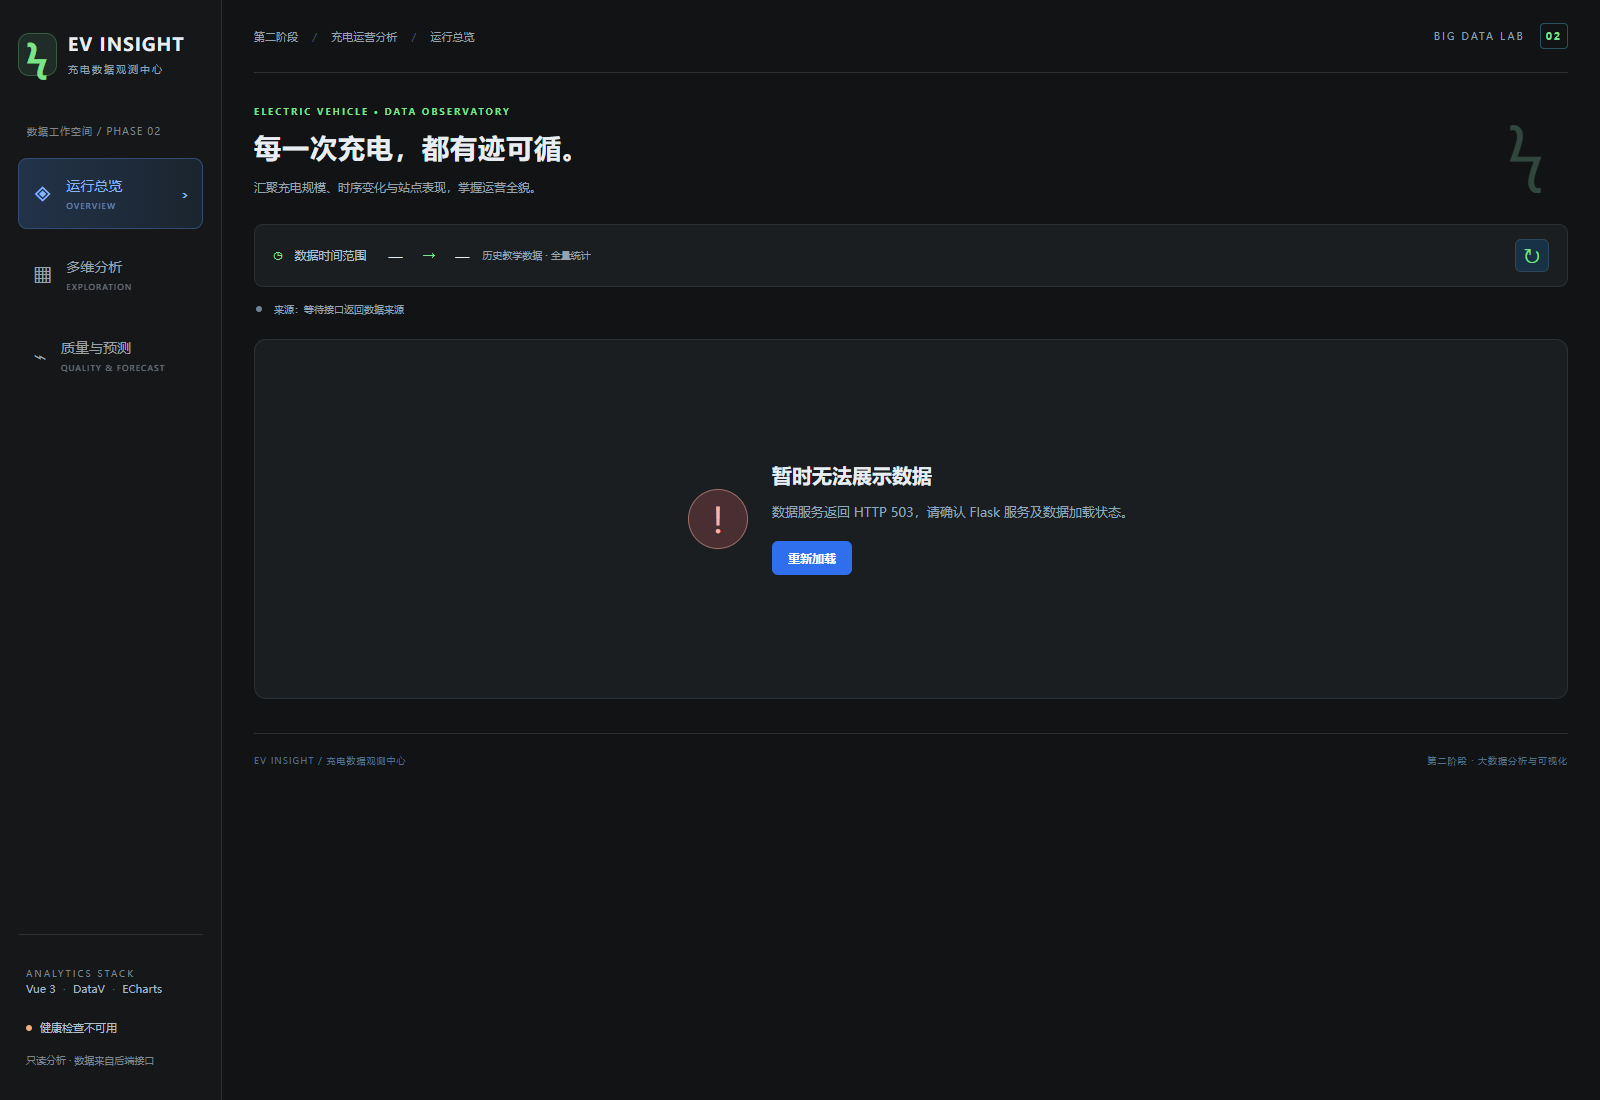 EV INSIGHT
充电数据观测中心
数据工作空间 / PHASE 02
运行总览
OVERVIEW
多维分析
EXPLORATION
质量与预测
QUALITY & FORECAST
ANALYTICS STACK
Vue 3 · DataV · ECharts
健康检查不可用
只读分析 · 数据来自后端接口
第二阶段 / 充电运营分析 / 运行总览
BIG DATA LAB 02
ELECTRIC VEHICLE • DATA OBSERVATORY
每一次充电，都有迹可循。
汇聚充电规模、时序变化与站点表现，掌握运营全貌。
数据时间范围 — → — 历史教学数据 · 全量统计
来源：等待接口返回数据来源
!
暂时无法展示数据
数据服务返回 HTTP 503，请确认 Flask 服务及数据加载状态。
重新加载
EV INSIGHT / 充电数据观测中心
第二阶段 · 大数据分析与可视化